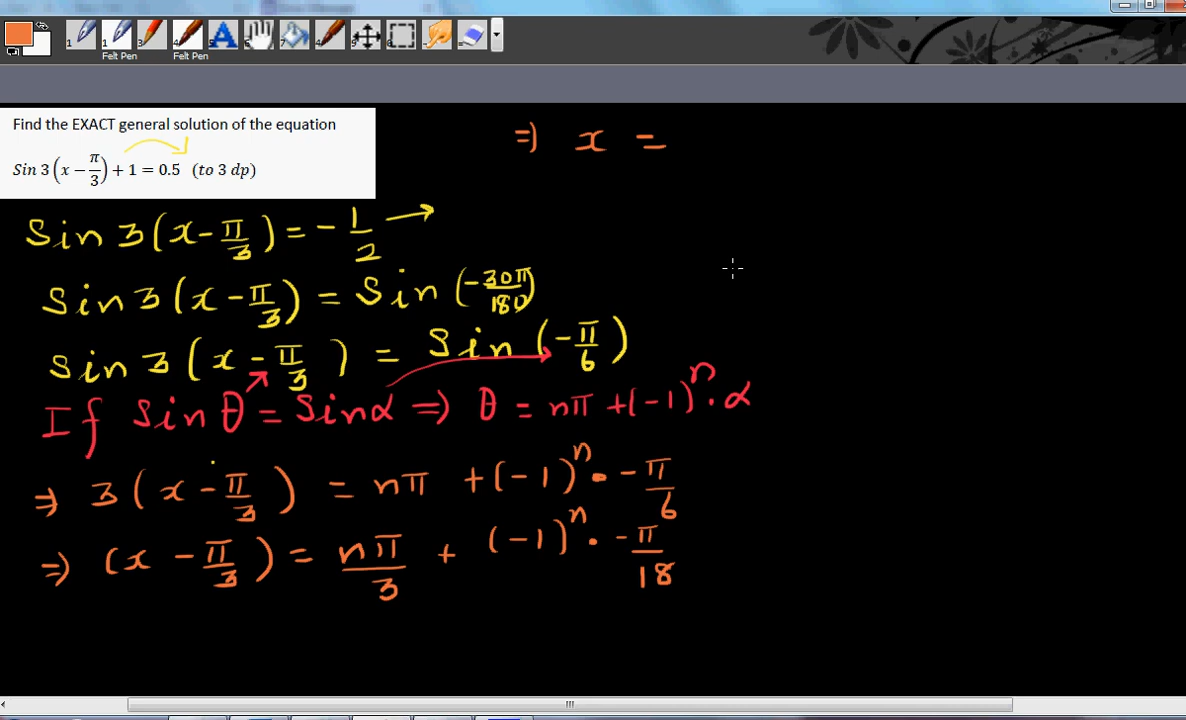 Felt Pen Felt Pen
Find the EXACT general solution of the equation
Sin 3(x − π/3) + 1 = 0.5 (to 3 dp)
⇒ x =
Sin 3(x − π/3) = − 1/2 →
Sin 3(x − π/3) = Sin (−30π/180)
Sin 3(x − π/3) = Sin (−π/6)
If Sin θ = Sin α ⇒ θ = nπ + (−1)^n · α
⇒ 3(x − π/3) = nπ + (−1)^n · − π/6
⇒ (x − π/3) = nπ/3 + (−1)^n · − π/18